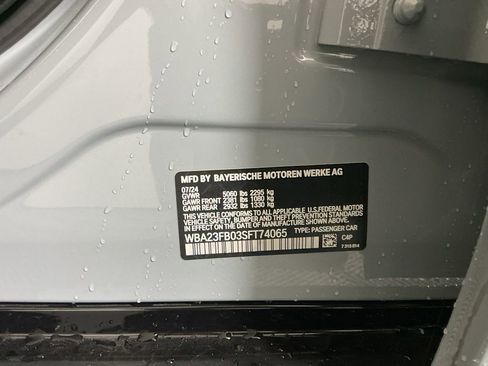 MFD BY BAYERISCHE MOTOREN WERKE AG
07/24
GVWR 5060 lbs 2295 kg
GAWR FRONT 2381 lbs 1080 kg
GAWR REAR 2932 lbs 1330 kg
THIS VEHICLE CONFORMS TO ALL APPLICABLE U.S. FEDERAL MOTOR
VEHICLE SAFETY, BUMPER, AND THEFT PREVENTION STANDARDS
IN EFFECT ON THE DATE OF MANUFACTURE SHOWN ABOVE.
WBA23FB03SFT74065 TYPE: PASSENGER CAR
C4P